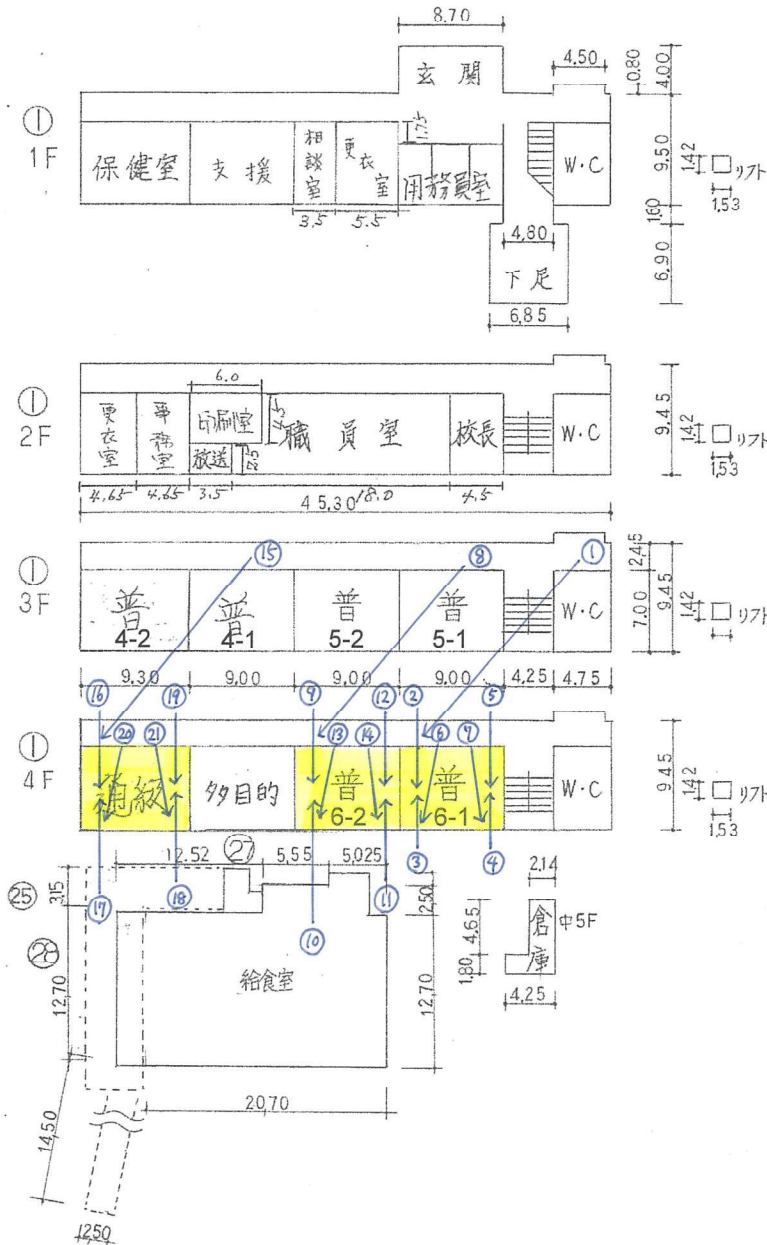 8.70
玄関
4.50
0.80
4.00
① 1F
1.75
保健室
支援
相談室
更衣室
用務員室
W・C
9.50
1.42
リフト
1.53
3.5
5.5
1.60
4.80
下足
6.90
6.85
① 2F
6.0
更衣室
事務室
印刷室
4.5
放送
2.5
職員室
校長
W・C
9.45
1.42
リフト
1.53
4.65
4.65
3.5
18.0
4.5
45.30
⑮
⑧
①
① 3F
普 4-2
普 4-1
普 5-2
普 5-1
W・C
2.45
7.00
9.45
1.42
リフト
9.30
9.00
9.00
9.00
4.25
4.75
⑯
⑲
⑨
⑫
②
⑤
⑳
㉑
⑬
⑭
⑥
⑦
① 4F
多目的
普 6-2
普 6-1
W・C
9.45
1.42
リフト
1.53
12.52
㉗
5.55
5.025
③
④
㉕
3.15
⑰
⑱
⑩
⑪
2.50
2.14
4.65
倉庫
中5F
1.80
4.25
12.70
給食室
12.70
20.70
14.50
1250